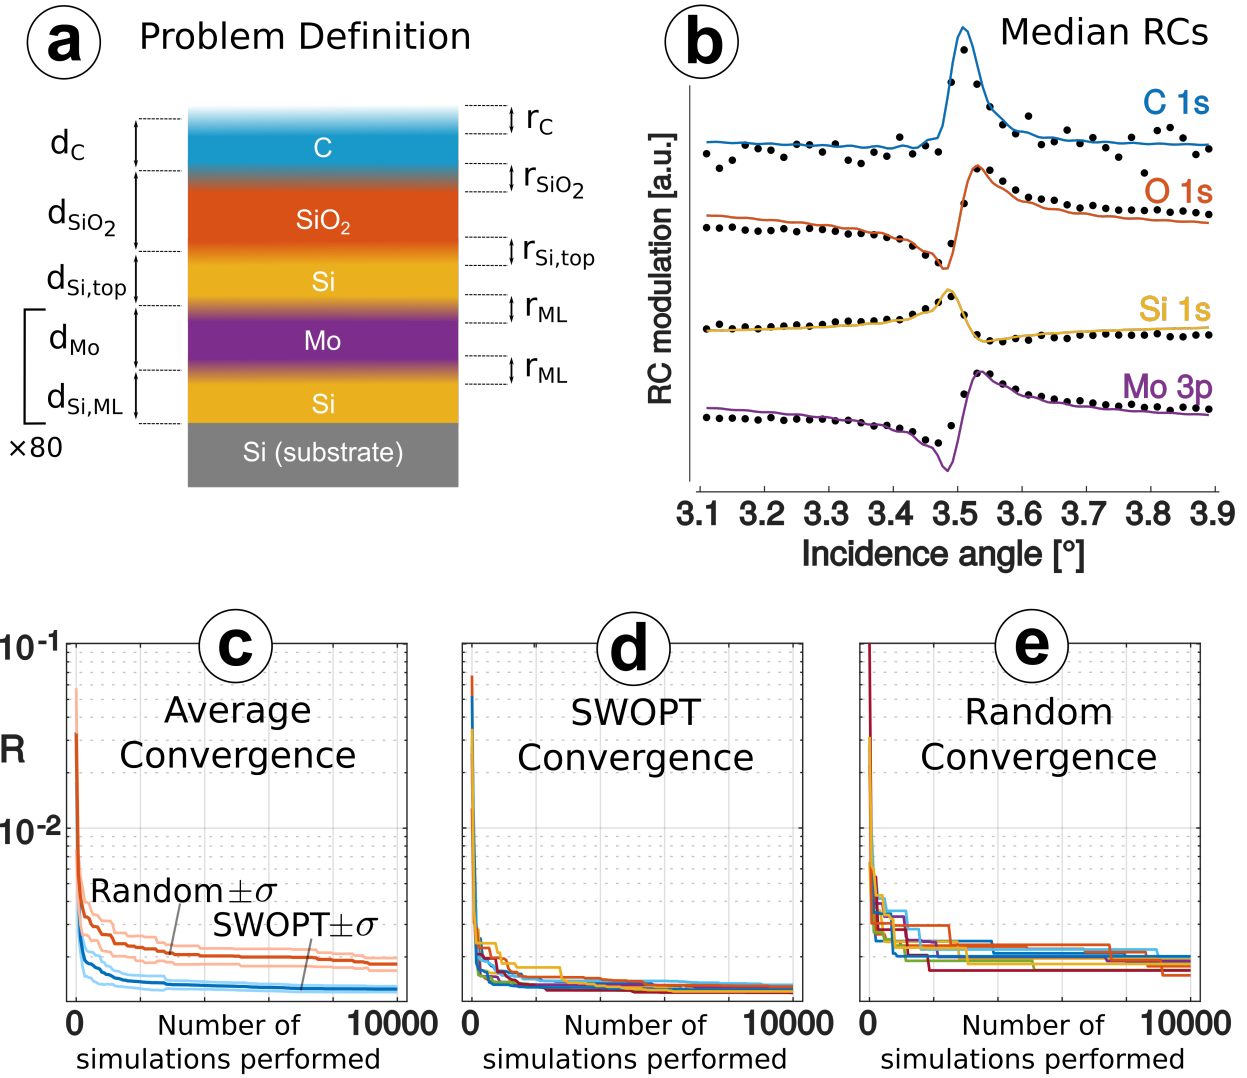 a
Problem Definition
d_C
d_SiO₂
d_Si,top
d_Mo
d_Si,ML
×80
C
SiO₂
Si
Mo
Si
Si (substrate)
r_C
r_SiO₂
r_Si,top
r_ML
r_ML
b
Median RCs
C 1s
O 1s
Si 1s
Mo 3p
RC modulation [a.u.]
3.1 3.2 3.3 3.4 3.5 3.6 3.7 3.8 3.9
Incidence angle [°]
c
Average
Convergence
R
10⁻¹
10⁻²
Random±σ
SWOPT±σ
0 10000
Number of
simulations performed
d
SWOPT
Convergence
0 10000
Number of
simulations performed
e
Random
Convergence
0 10000
Number of
simulations performed